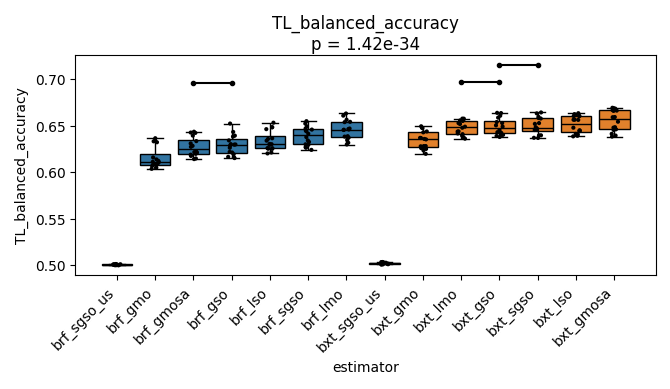 TL_balanced_accuracy
p = 1.42e-34
TL_balanced_accuracy
0.70
0.65
0.60
0.55
0.50
brf_sgso_us
brf_gmo
brf_gmosa
brf_gso
brf_lso
brf_sgso
brf_lmo
bxt_sgso_us
bxt_gmo
bxt_lmo
bxt_gso
bxt_sgso
bxt_lso
bxt_gmosa
estimator